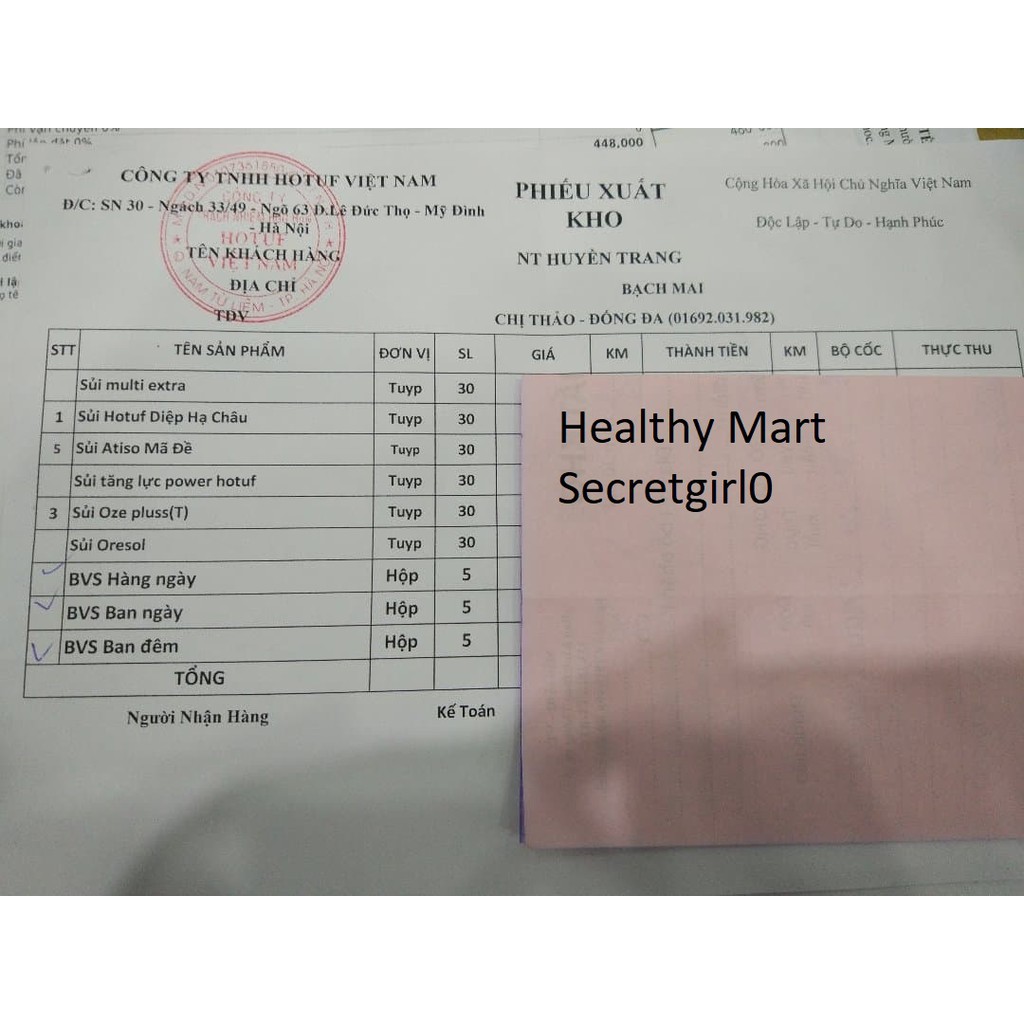 448,000
CÔNG TY TNHH HOTUF VIỆT NAM
Đ/C: SN 30 - Ngách 33/49 - Ngõ 63 Đ.Lê Đức Thọ - Mỹ Đình
- Hà Nội
PHIẾU XUẤT
KHO
Cộng Hòa Xã Hội Chủ Nghĩa Việt Nam
Độc Lập - Tự Do - Hạnh Phúc
CÔNG TY
HOTUF
VIỆT NAM
TÊN KHÁCH HÀNG NT HUYỀN TRANG
ĐỊA CHỈ BẠCH MAI
TDV CHỊ THẢO - ĐỐNG ĐA (01692.031.982)
STT TÊN SẢN PHẨM ĐƠN VỊ SL GIÁ KM THÀNH TIỀN KM BỘ CỐC THỰC THU
Sủi multi extra Tuyp 30
1 Sủi Hotuf Diệp Hạ Châu Tuyp 30
5 Sủi Atiso Mã Đề Tuyp 30
Sủi tăng lực power hotuf Tuyp 30
3 Sủi Oze pluss(T) Tuyp 30
Sủi Oresol Tuyp 30
BVS Hàng ngày Hộp 5
BVS Ban ngày Hộp 5
BVS Ban đêm Hộp 5
TỔNG
Người Nhận Hàng Kế Toán
Healthy Mart
Secretgirl0